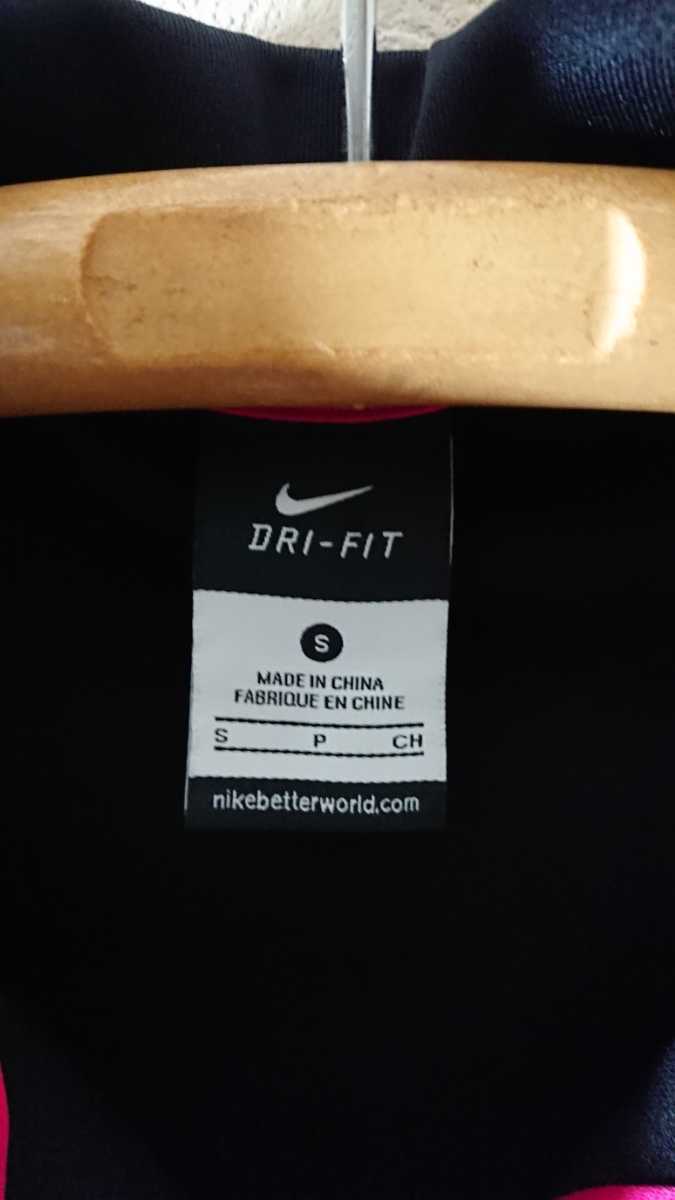 DRI-FIT
S
MADE IN CHINA
FABRIQUE EN CHINE
S P CH
nikebetterworld.com